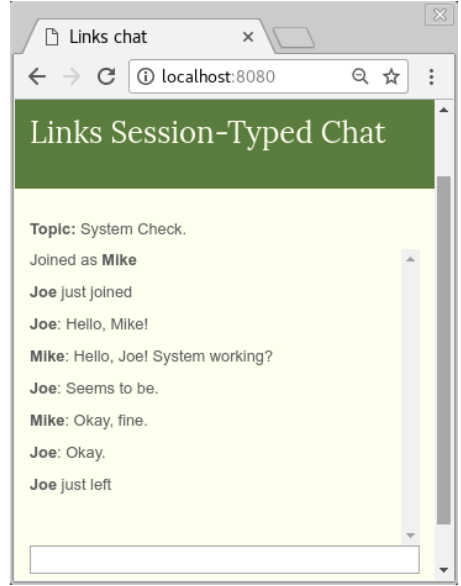 Links chat
localhost:8080
Links Session-Typed Chat
Topic: System Check.
Joined as Mike
Joe just joined
Joe: Hello, Mike!
Mike: Hello, Joe! System working?
Joe: Seems to be.
Mike: Okay, fine.
Joe: Okay.
Joe just left